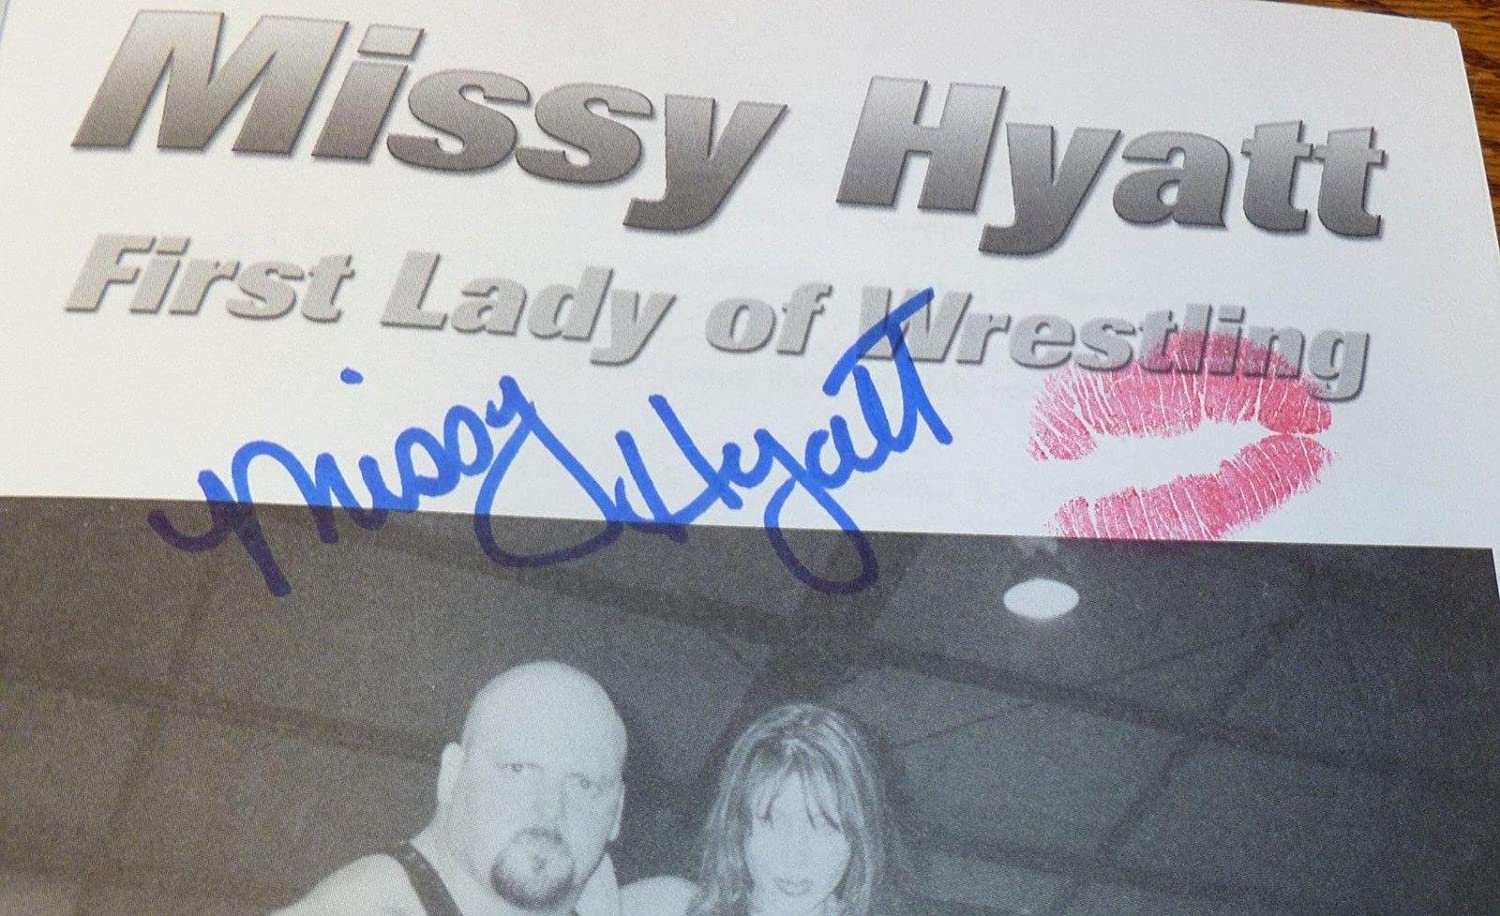 Missy Hyatt
First Lady of Wrestling
Missy Hyatt